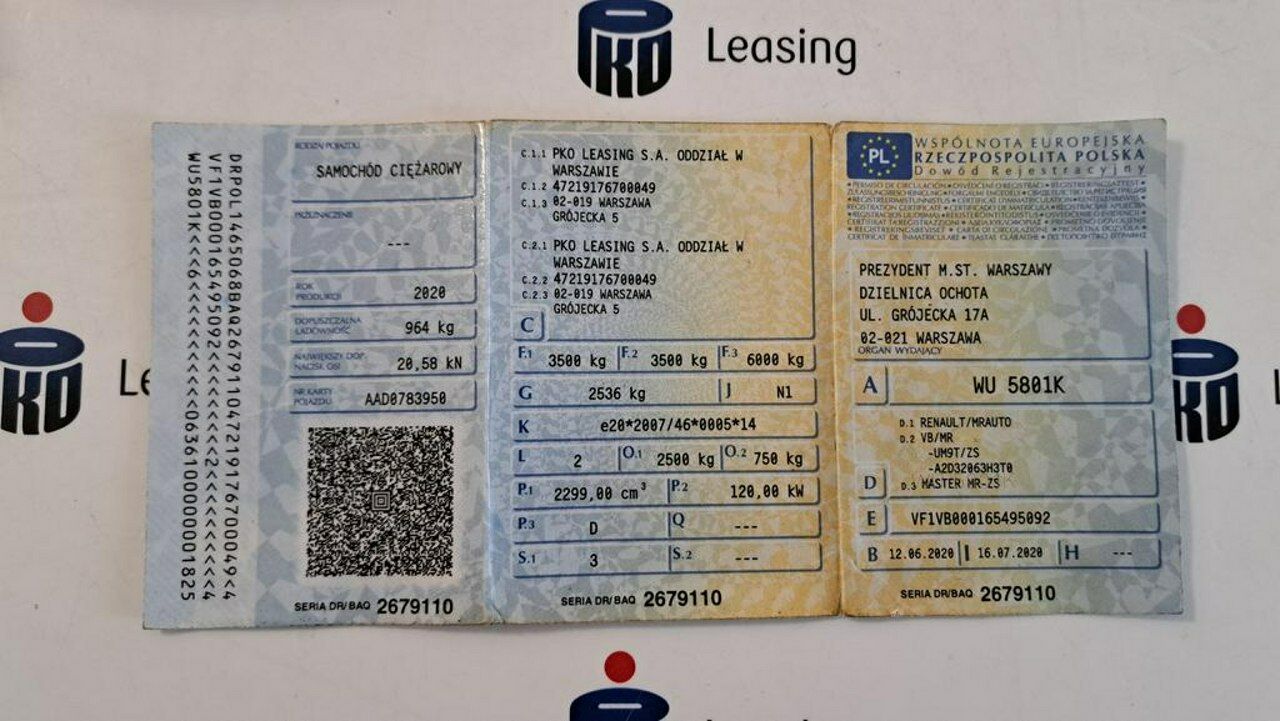 PKO Leasing
DRPOL1465068BAQ267911047219176700049<4
VF1VB000165495092
WU5801K
RODZAJ POJAZDU
SAMOCHÓD CIĘŻAROWY
PRZEZNACZENIE
---
ROK PRODUKCJI 2020
DOPUSZCZALNA ŁADOWNOŚĆ 964 kg
NAJWIĘKSZY DOP. NACISK OSI 20,58 kN
NR KARTY POJAZDU AAD0783950
SERIA DR/BAQ 2679110
C.1.1 PKO LEASING S.A. ODDZIAŁ W
WARSZAWIE
C.1.2 47219176700049
C.1.3 02-019 WARSZAWA
GRÓJECKA 5
C.2.1 PKO LEASING S.A. ODDZIAŁ W
WARSZAWIE
C.2.2 47219176700049
C.2.3 02-019 WARSZAWA
GRÓJECKA 5
C
F.1 3500 kg F.2 3500 kg F.3 6000 kg
G 2536 kg J N1
K e20*2007/46*0005*14
L 2 O.1 2500 kg O.2 750 kg
P.1 2299,00 cm³ P.2 120,00 kW
P.3 D Q ---
S.1 3 S.2 ---
SERIA DR/BAQ 2679110
PL
WSPÓLNOTA EUROPEJSKA
RZECZPOSPOLITA POLSKA
Dowód Rejestracyjny
PREZYDENT M.ST. WARSZAWY
DZIELNICA OCHOTA
UL. GRÓJECKA 17A
02-021 WARSZAWA
ORGAN WYDAJĄCY
A WU 5801K
D.1 RENAULT/MRAUTO
D.2 VB/MR
-UM9T/ZS
-A2D32063H3T0
D D.3 MASTER MR-ZS
E VF1VB000165495092
B 12.06.2020 I 16.07.2020 H ---
SERIA DR/BAQ 2679110
Le
KO
KO